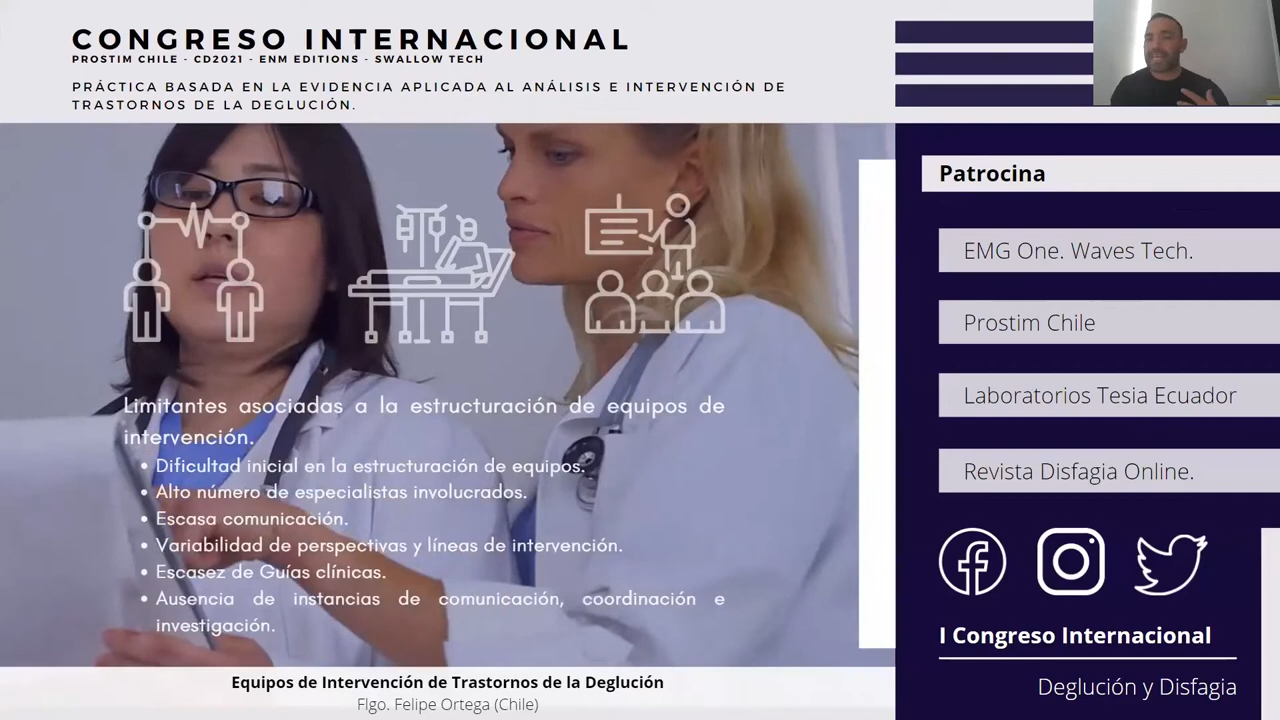 CONGRESO INTERNACIONAL
PROSTIM CHILE - CD2021 - ENM EDITIONS - SWALLOW TECH
PRÁCTICA BASADA EN LA EVIDENCIA APLICADA AL ANÁLISIS E INTERVENCIÓN DE
TRASTORNOS DE LA DEGLUCIÓN.
Limitantes asociadas a la estructuración de equipos de
intervención.
• Dificultad inicial en la estructuración de equipos.
• Alto número de especialistas involucrados.
• Escasa comunicación.
• Variabilidad de perspectivas y líneas de intervención.
• Escasez de Guías clínicas.
• Ausencia de instancias de comunicación, coordinación e
investigación.
Equipos de Intervención de Trastornos de la Deglución
Flgo. Felipe Ortega (Chile)
Patrocina
EMG One. Waves Tech.
Prostim Chile
Laboratorios Tesia Ecuador
Revista Disfagia Online.
I Congreso Internacional
Deglución y Disfagia